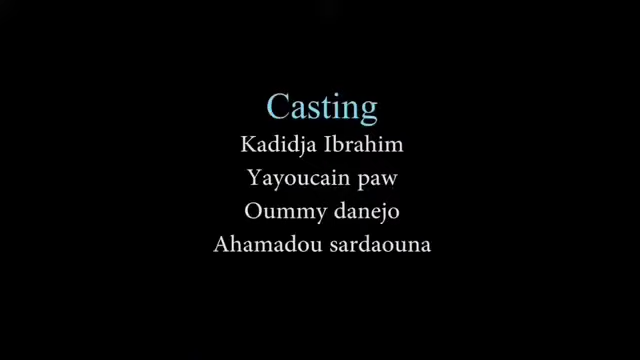 Casting
Kadidja Ibrahim
Yayoucain paw
Oummy danejo
Ahamadou sardaouna